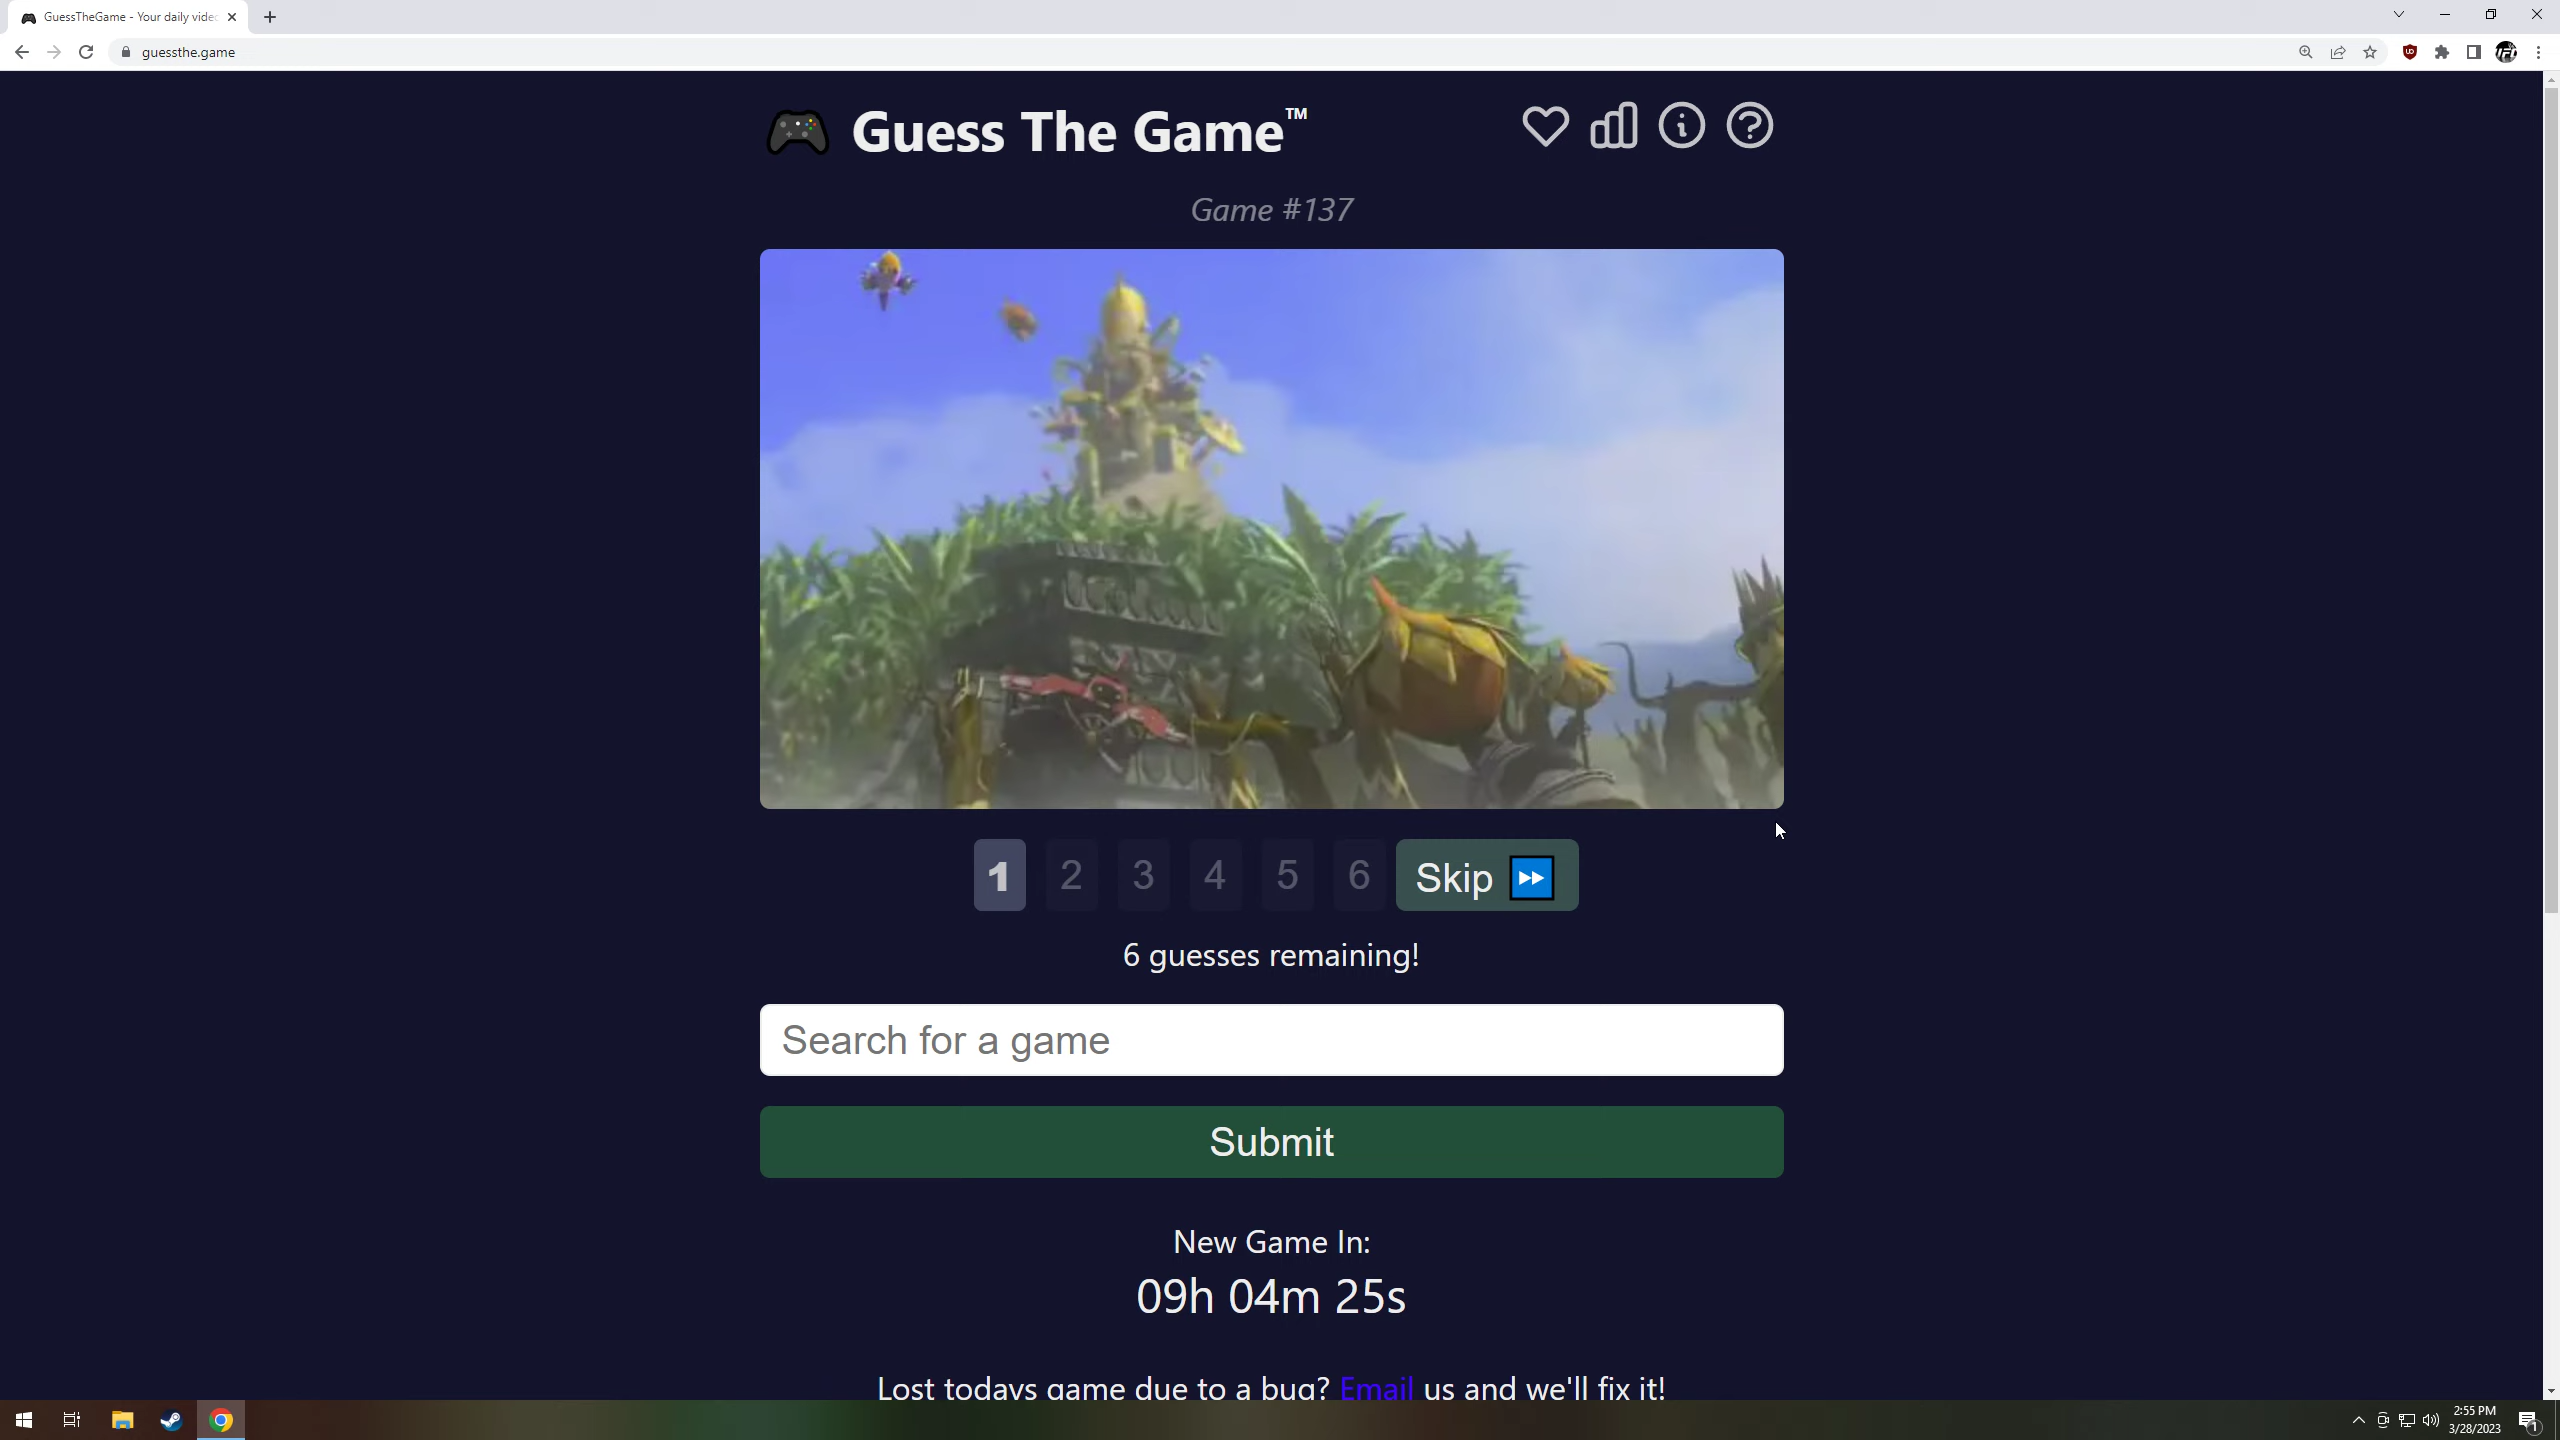 GuessTheGame - Your daily vide
guessthe.game
Guess The Game™
Game #137
1 2 3 4 5 6 Skip
6 guesses remaining!
Search for a game
Submit
New Game In:
09h 04m 25s
Lost todays game due to a bug? Email us and we'll fix it!
2:55 PM
3/28/2023
1